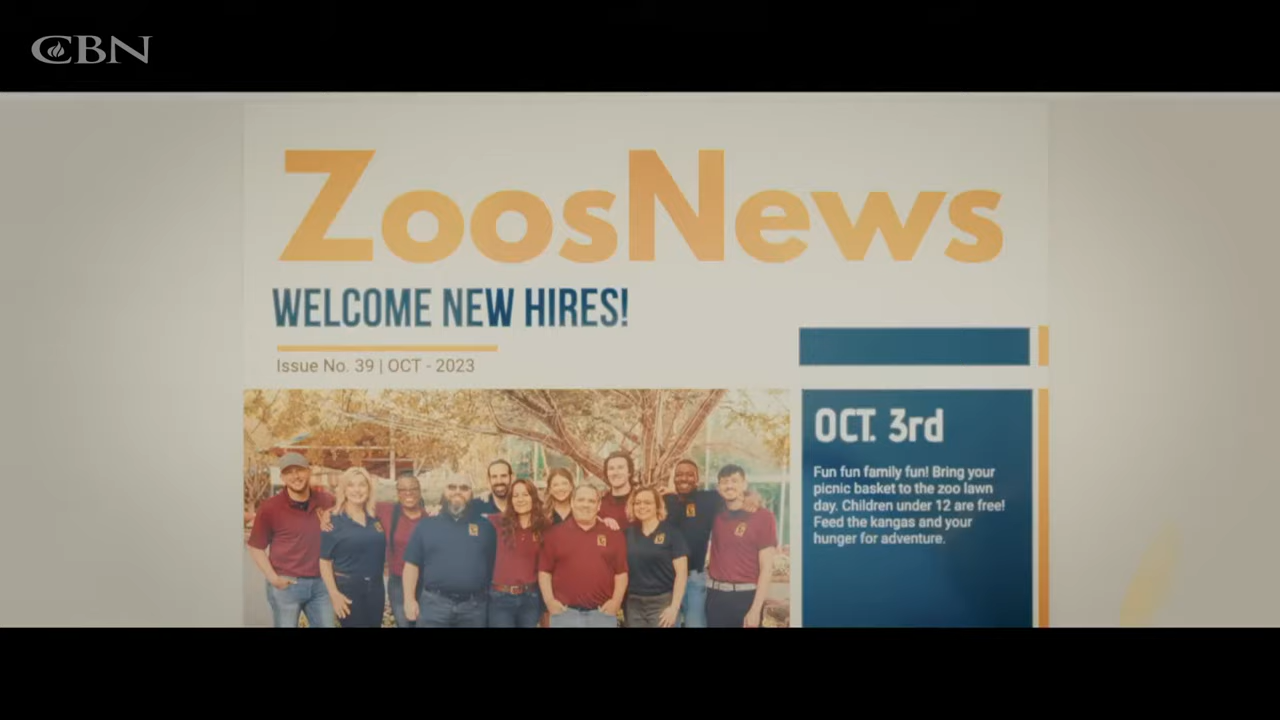 CBN
ZoosNews
WELCOME NEW HIRES!
Issue No. 39 | OCT - 2023
OCT. 3rd
Fun fun family fun! Bring your
picnic basket to the zoo lawn
day. Children under 12 are free!
Feed the kangas and your
hunger for adventure.